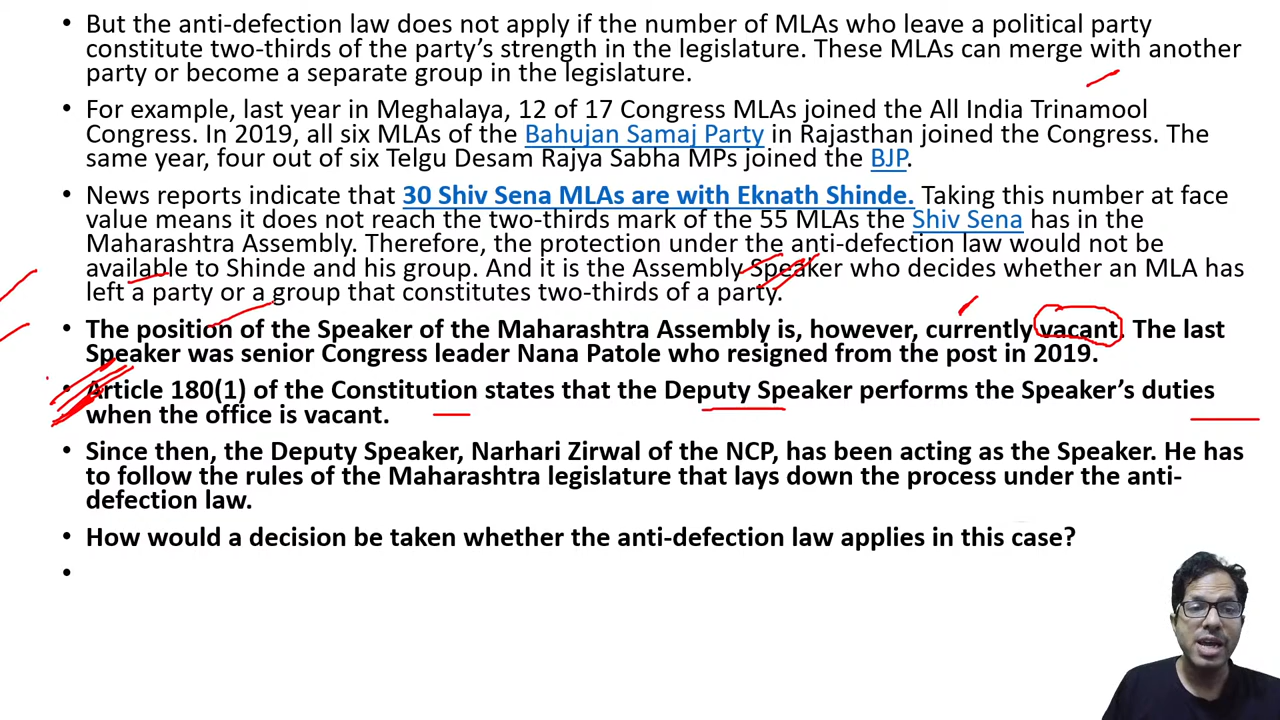 • But the anti-defection law does not apply if the number of MLAs who leave a political party
constitute two-thirds of the party’s strength in the legislature. These MLAs can merge with another
party or become a separate group in the legislature.
• For example, last year in Meghalaya, 12 of 17 Congress MLAs joined the All India Trinamool
Congress. In 2019, all six MLAs of the Bahujan Samaj Party in Rajasthan joined the Congress. The
same year, four out of six Telgu Desam Rajya Sabha MPs joined the BJP.
• News reports indicate that 30 Shiv Sena MLAs are with Eknath Shinde. Taking this number at face
value means it does not reach the two-thirds mark of the 55 MLAs the Shiv Sena has in the
Maharashtra Assembly. Therefore, the protection under the anti-defection law would not be
available to Shinde and his group. And it is the Assembly Speaker who decides whether an MLA has
left a party or a group that constitutes two-thirds of a party.
• The position of the Speaker of the Maharashtra Assembly is, however, currently vacant. The last
Speaker was senior Congress leader Nana Patole who resigned from the post in 2019.
• Article 180(1) of the Constitution states that the Deputy Speaker performs the Speaker’s duties
when the office is vacant.
• Since then, the Deputy Speaker, Narhari Zirwal of the NCP, has been acting as the Speaker. He has
to follow the rules of the Maharashtra legislature that lays down the process under the anti-
defection law.
• How would a decision be taken whether the anti-defection law applies in this case?
•